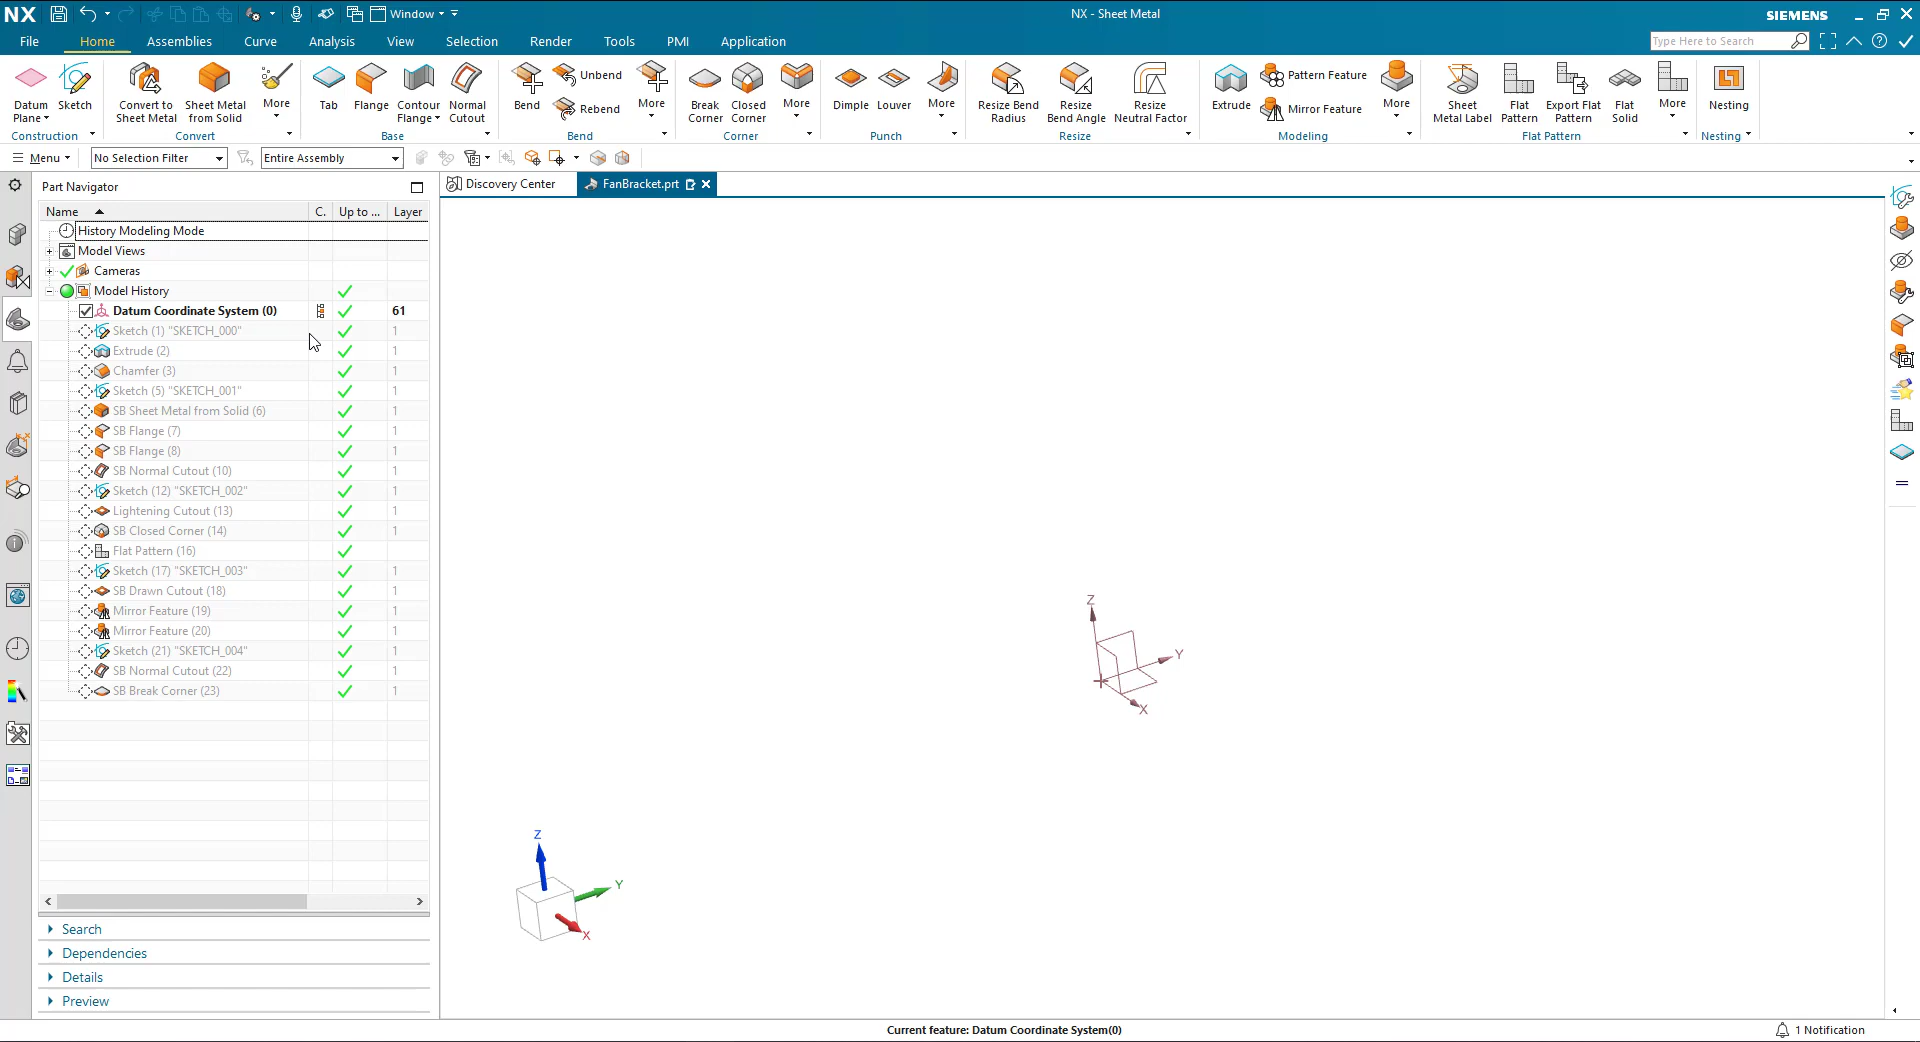 NX
Window
NX - Sheet Metal
SIEMENS
File
Home
Assemblies
Curve
Analysis
View
Selection
Render
Tools
PMI
Application
Type Here to Search
Datum
Plane
Sketch
Construction
Convert to
Sheet Metal
Sheet Metal
from Solid
More
Convert
Tab
Flange
Contour
Flange
Normal
Cutout
Base
Bend
Unbend
Rebend
More
Bend
Break
Corner
Closed
Corner
More
Corner
Dimple
Louver
More
Punch
Resize Bend
Radius
Resize
Bend Angle
Resize
Neutral Factor
Resize
Extrude
Pattern Feature
Mirror Feature
More
Modeling
Sheet
Metal Label
Flat
Pattern
Export Flat
Pattern
Flat
Solid
More
Flat Pattern
Nesting
Nesting
Menu
No Selection Filter
Entire Assembly
Part Navigator
Discovery Center
FanBracket.prt
Name C. Up to ... Layer
History Modeling Mode
Model Views
Cameras
Model History
Datum Coordinate System (0) 61
Sketch (1) "SKETCH_000" 1
Extrude (2) 1
Chamfer (3) 1
Sketch (5) "SKETCH_001" 1
SB Sheet Metal from Solid (6) 1
SB Flange (7) 1
SB Flange (8) 1
SB Normal Cutout (10) 1
Sketch (12) "SKETCH_002" 1
Lightening Cutout (13) 1
SB Closed Corner (14) 1
Flat Pattern (16)
Sketch (17) "SKETCH_003" 1
SB Drawn Cutout (18) 1
Mirror Feature (19) 1
Mirror Feature (20) 1
Sketch (21) "SKETCH_004" 1
SB Normal Cutout (22) 1
SB Break Corner (23) 1
Z
Y
X
Z
Y
X
Search
Dependencies
Details
Preview
Current feature: Datum Coordinate System(0)
1 Notification